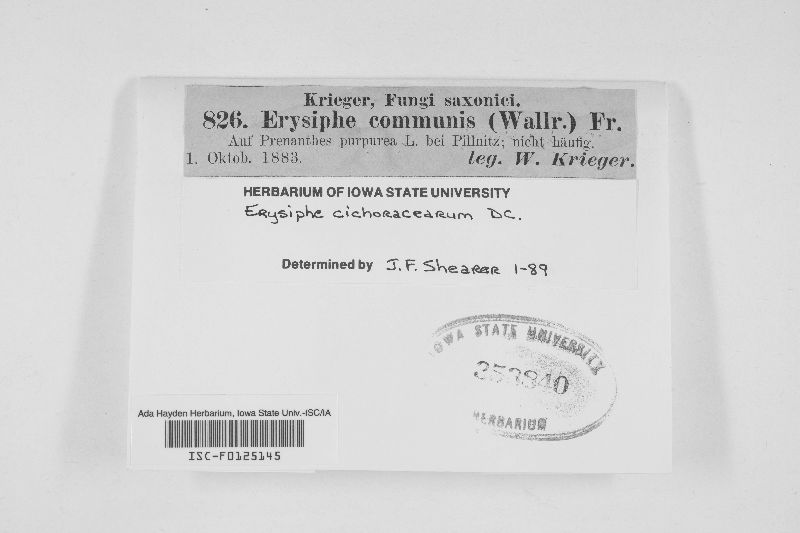 Krieger, Fungi saxonici.
826. Erysiphe communis (Wallr.) Fr.
Auf Prenanthes purpurea L. bei Pillnitz; nicht häufig.
1. Oktob. 1883. leg. W. Krieger.
HERBARIUM OF IOWA STATE UNIVERSITY
Erysiphe cichoracearum DC.
Determined by J.F. Shearer 1-89
IOWA STATE UNIVERSITY
353840
HERBARIUM
Ada Hayden Herbarium, Iowa State Univ.-ISC/IA
ISC-F0125145